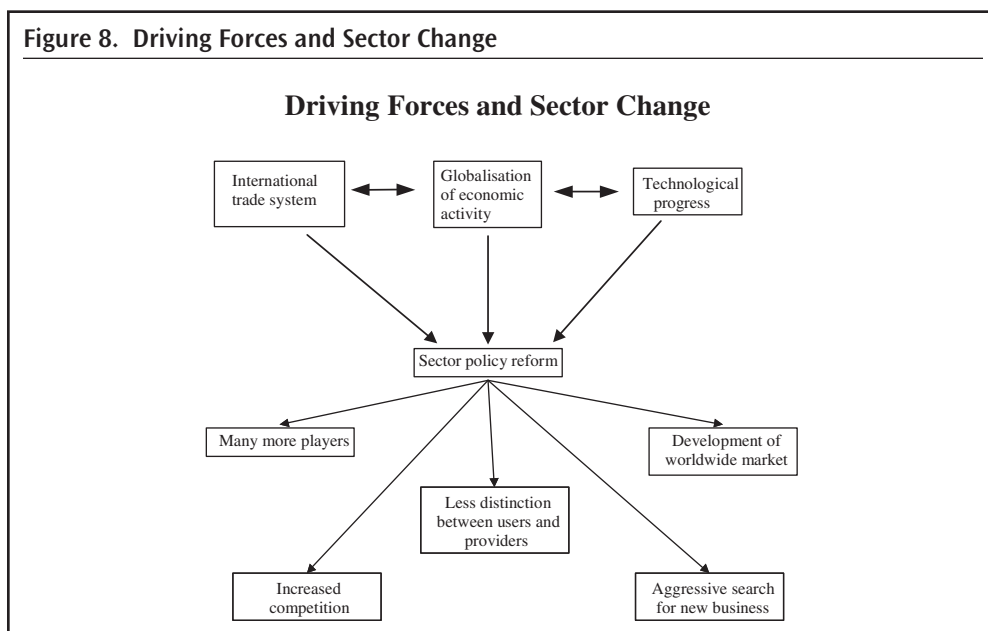 Figure 8. Driving Forces and Sector Change
Driving Forces and Sector Change
International
trade system
Globalisation
of economic
activity
Technological
progress
Sector policy reform
Many more players
Development of
worldwide market
Less distinction
between users and
providers
Increased
competition
Aggressive search
for new business